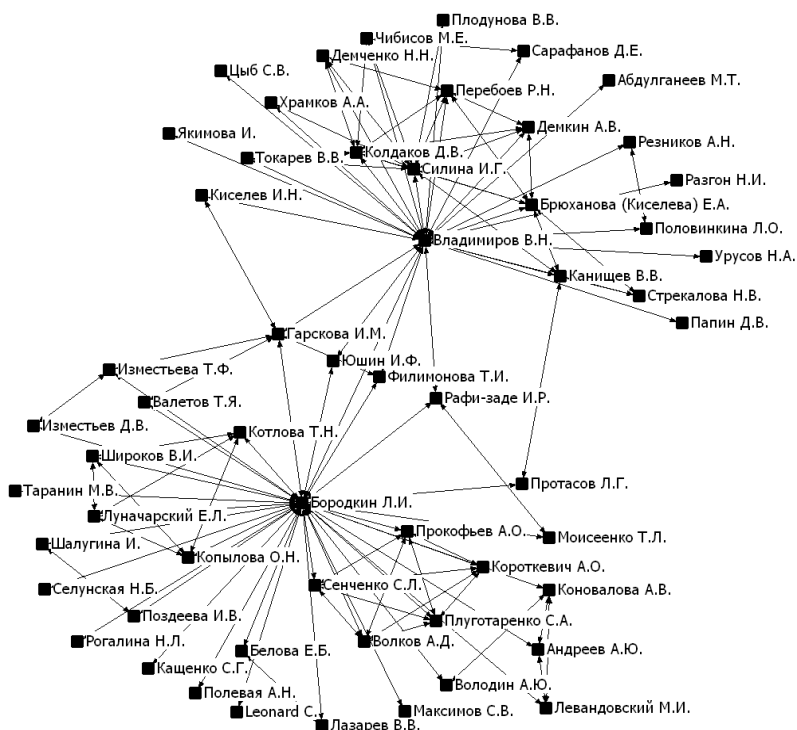 Плодунова В.В.
Чибисов М.Е.
Сарафанов Д.Е.
Демченко Н.Н.
Цыб С.В.
Абдулганеев М.Т.
Перебоев Р.Н.
Храмков А.А.
Демкин А.В.
Якимова И.
Резников А.Н.
Токарев В.В.
Колдаков Д.В.
Силина И.Г.
Разгон Н.И.
Киселев И.Н.
Брюханова (Киселева) Е.А.
Половинкина Л.О.
Владимиров В.Н.
Урусов Н.А.
Канищев В.В.
Стрекалова Н.В.
Папин Д.В.
Гарскова И.М.
Юшин И.Ф.
Изместьева Т.Ф.
Филимонова Т.И.
Валетов Т.Я.
Рафи-заде И.Р.
Изместьев Д.В.
Котлова Т.Н.
Широков В.И.
Протасов Л.Г.
Таранин М.В.
Бородкин Л.И.
Луначарский Е.Л.
Прокофьев А.О.
Моисеенко Т.Л.
Шалугина И.
Копылова О.Н.
Короткевич А.О.
Сенченко С.Л.
Селунская Н.Б.
Коновалова А.В.
Поздеева И.В.
Плуготаренко С.А.
Рогалина Н.Л.
Волков А.Д.
Белова Е.Б.
Андреев А.Ю.
Кащенко С.Г.
Володин А.Ю.
Полевая А.Н.
Левандовский М.И.
Leonard C.
Максимов С.В.
Лазарев В.В.